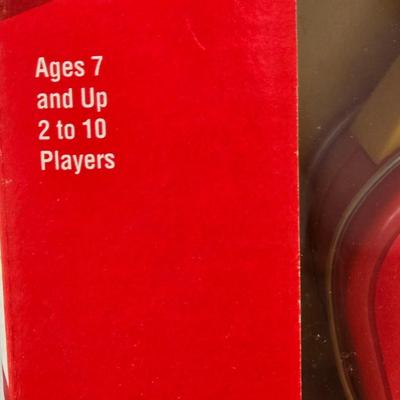 Ages 7
and Up
2 to 10
Players